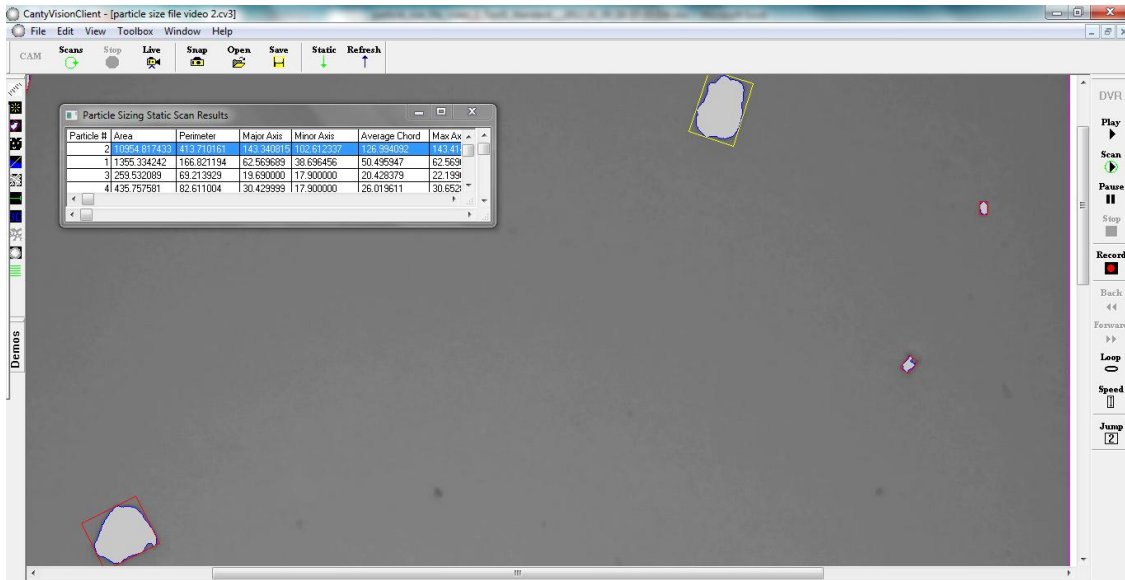 CantyVisionClient - [particle size file video 2.cv3]
File Edit View Toolbox Window Help
CAM Scans Stop Live Snap Open Save Static Refresh
Particle Sizing Static Scan Results
Particle # Area Perimeter Major Axis Minor Axis Average Chord Max Ax
2 10954.817433 413.710161 143.340815 102.612337 126.994092 143.41
1 1355.334242 166.821194 62.569689 38.696456 50.495947 62.569
3 259.532089 69.213929 19.690000 17.900000 20.428379 22.199
4 435.757581 82.611004 30.429999 17.900000 26.019611 30.652
Demos
DVR
Play
Scan
Pause
Stop
Record
Back
Forward
Loop
Speed
Jump
2